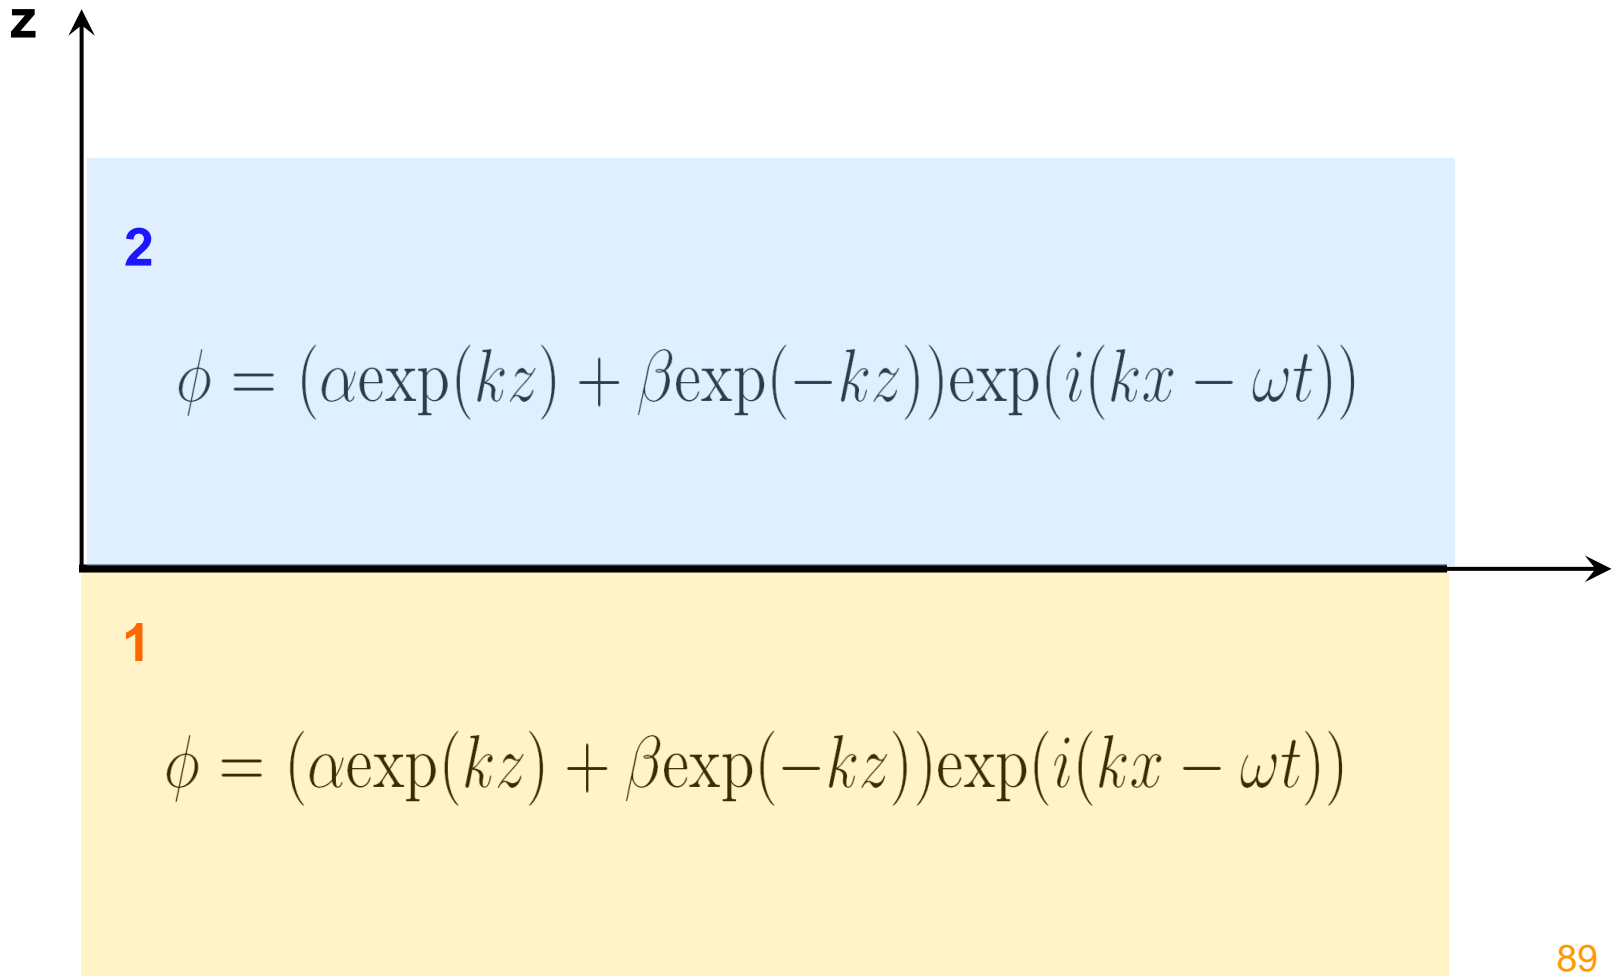 z
2
ϕ = (αexp(kz) + βexp(−kz))exp(i(kx − ωt))
1
ϕ = (αexp(kz) + βexp(−kz))exp(i(kx − ωt))
89